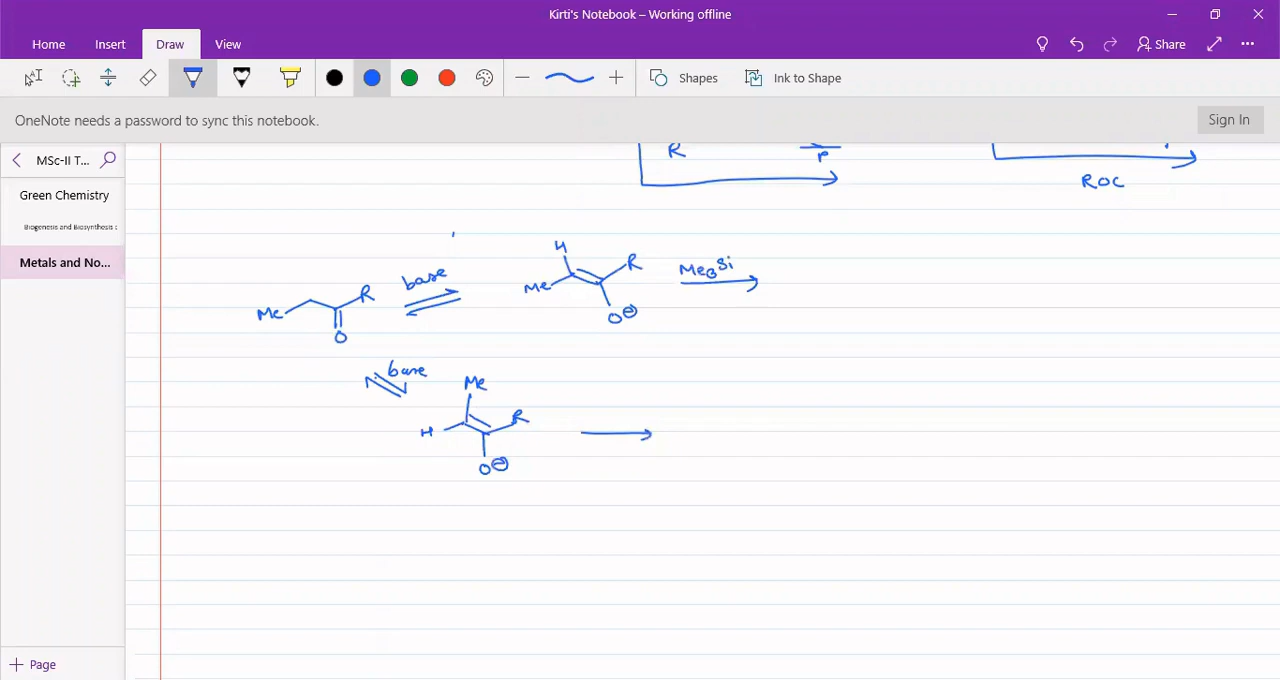 Kirti's Notebook – Working offline
Home Insert Draw View
Share
Shapes Ink to Shape
OneNote needs a password to sync this notebook.
Sign In
MSc-II T...
Green Chemistry
Biogenesis and Biosynthesis
Metals and No...
R P
ROC
H
Me R
O⊖
base
Me₃Si
Me R
O
base
Me
H R
O⊖
Page